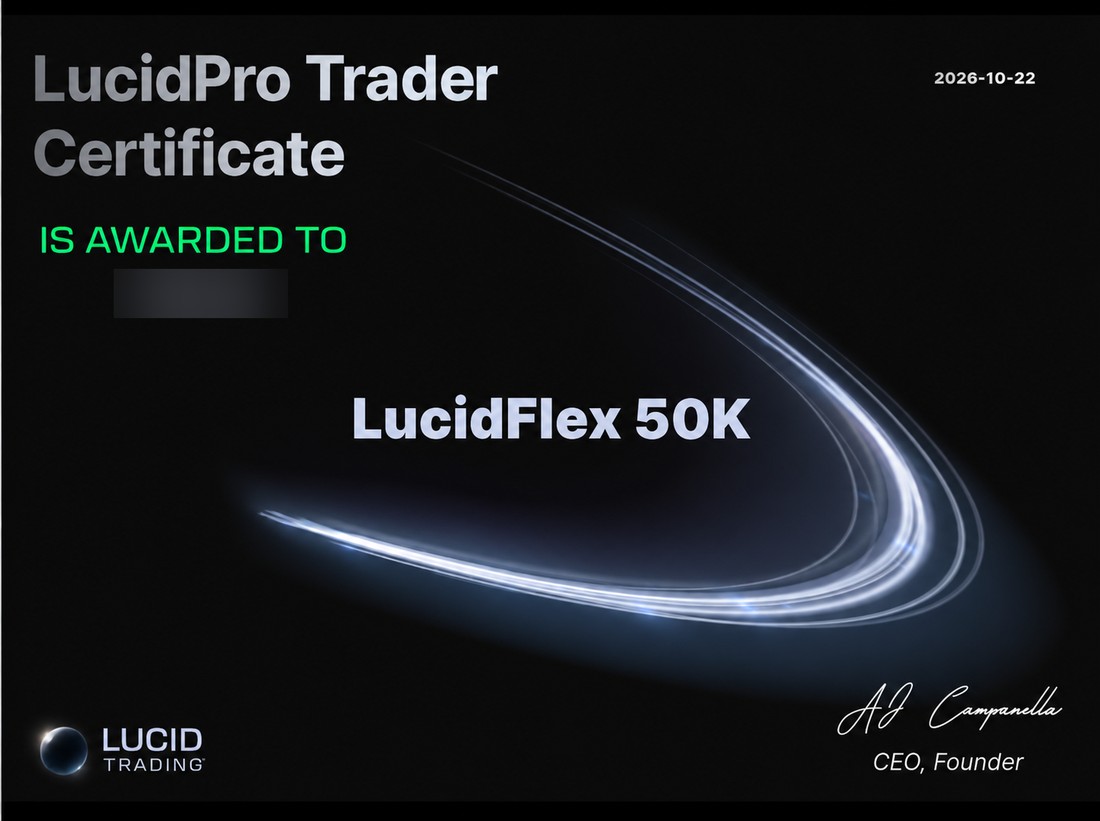 LucidPro Trader
Certificate
2026-10-22
IS AWARDED TO
LucidFlex 50K
AJ Campanella
CEO, Founder
LUCID
TRADING